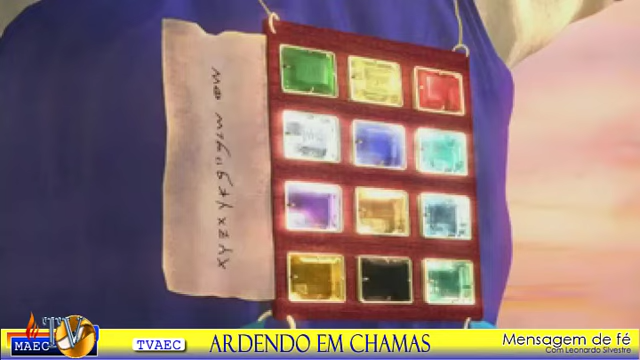 MAEC
TV
TVAEC
ARDENDO EM CHAMAS
Mensagem de fé
Com Leonardo Silvestre